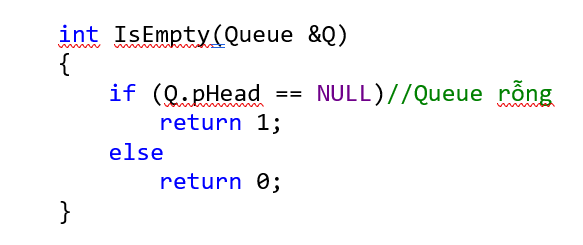 int IsEmpty(Queue &Q)
{
if (Q.pHead == NULL)//Queue rỗng
return 1;
else
return 0;
}